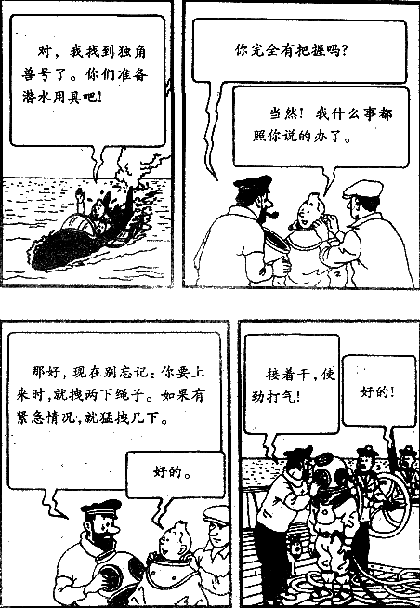 对，我找到独角
兽号了。你们准备
潜水用具吧！
你完全有把握吗？
当然！我什么事都
照你说的办了。
那好，现在别忘记：你要上
来时，就拽两下绳子。如果有
紧急情况，就猛拽几下。
好的。
接着干，使
劲打气！
好的！